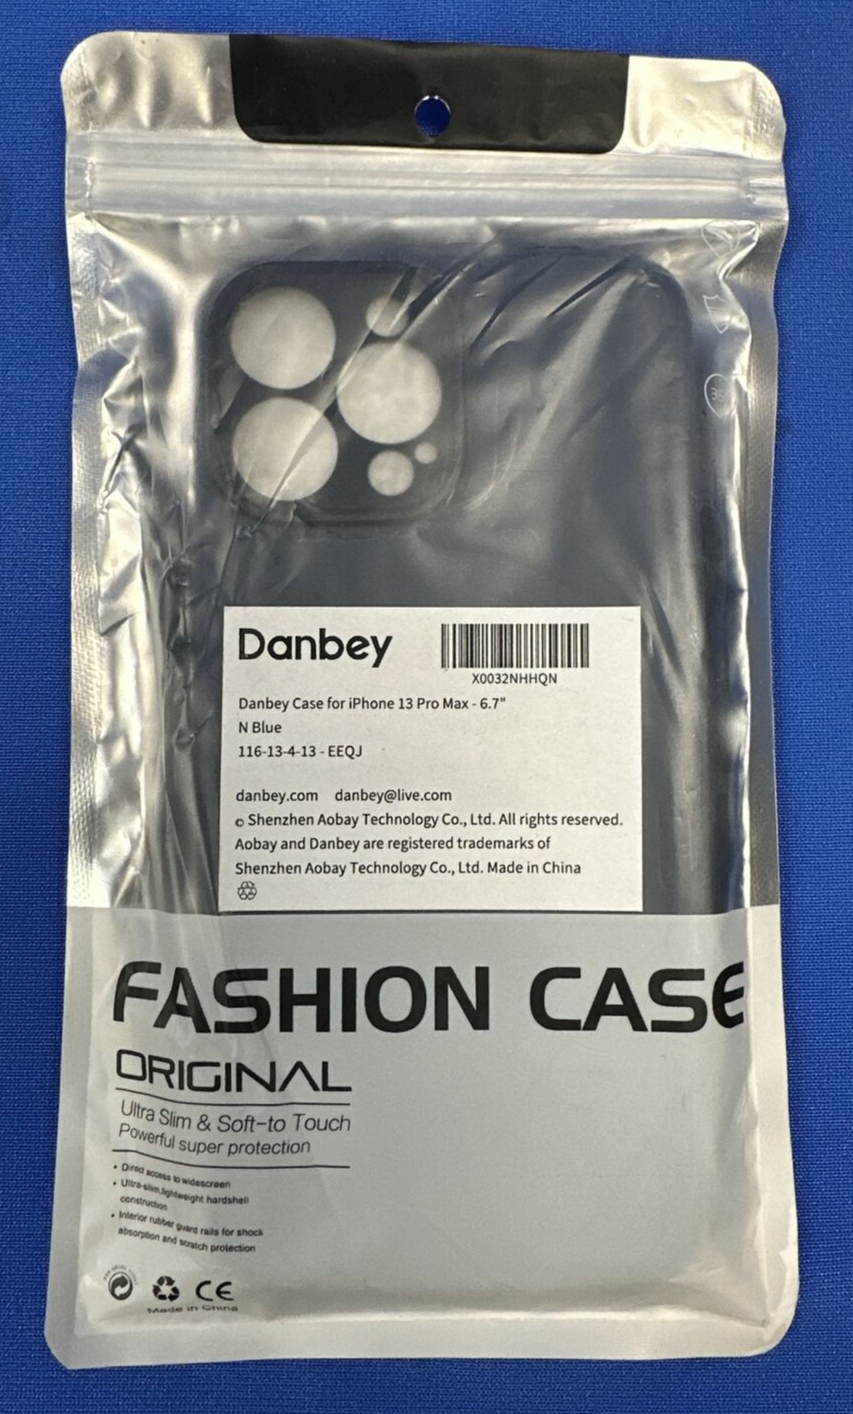 Danbey
X0032NHHQN
Danbey Case for iPhone 13 Pro Max - 6.7"
N Blue
116-13-4-13 - EEQJ
danbey.com danbey@live.com
© Shenzhen Aobay Technology Co., Ltd. All rights reserved.
Aobay and Danbey are registered trademarks of
Shenzhen Aobay Technology Co., Ltd. Made in China
FASHION CASE
ORIGINAL
Ultra Slim & Soft-to Touch
Powerful super protection
• Direct access to widescreen
• Ultra-slim,lightweight hardshell
construction
• Interior rubber guard rails for shock
absorption and scratch protection
CE
Made in China